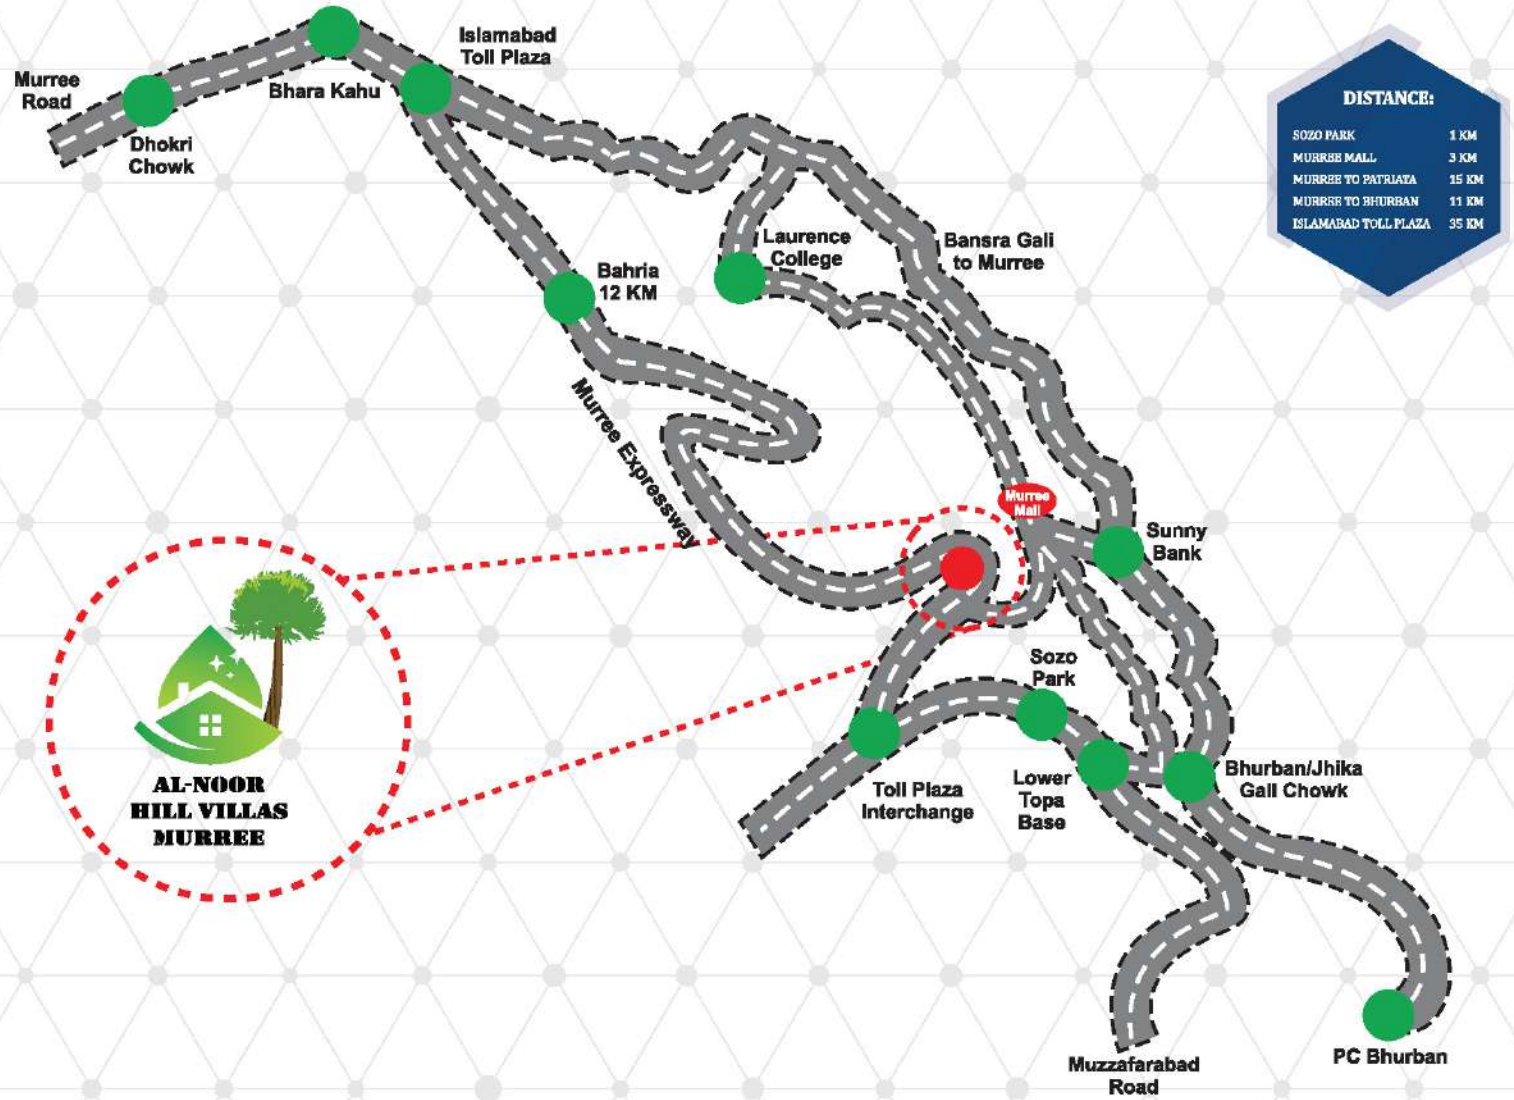 Islamabad
Toll Plaza
Murree
Road
Bhara Kahu
Dhokri
Chowk
DISTANCE:
SOZO PARK 1 KM
MURREE MALL 3 KM
MURREE TO PATRIATA 15 KM
MURREE TO BHURBAN 11 KM
ISLAMABAD TOLL PLAZA 35 KM
Laurence
College
Bansra Gali
to Murree
Bahria
12 KM
Murree Expressway
Murree
Mall
Sunny
Bank
Sozo
Park
AL-NOOR
HILL VILLAS
MURREE
Toll Plaza
Interchange
Lower
Topa
Base
Bhurban/Jhika
Gali Chowk
Muzzafarabad
Road
PC Bhurban